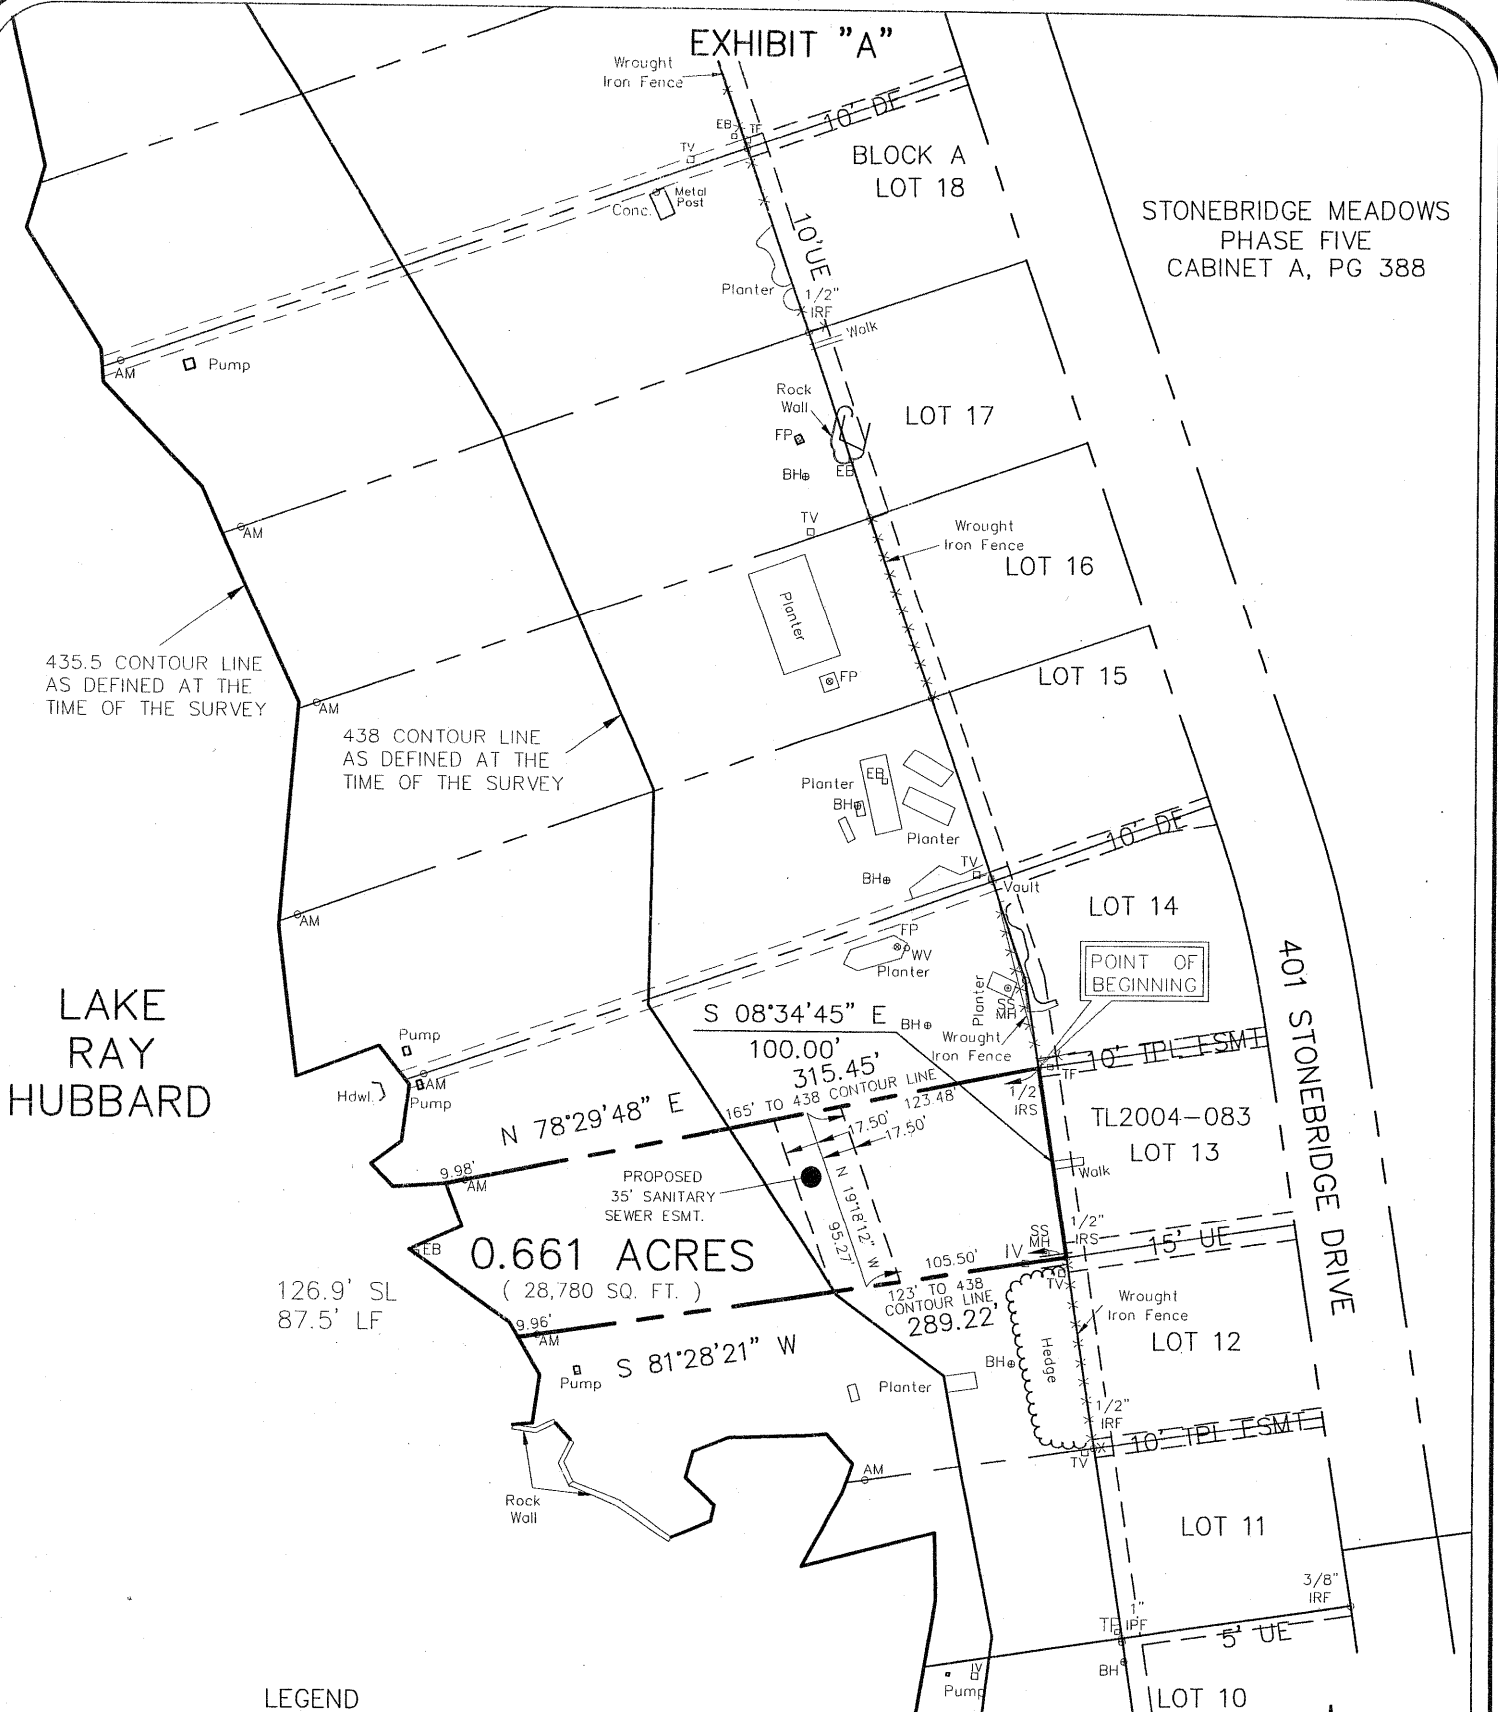 EXHIBIT "A"
Wrought
Iron Fence
EB
TF
TV
10' DE
BLOCK A
LOT 18
Metal
Post
Conc.
STONEBRIDGE MEADOWS
PHASE FIVE
CABINET A, PG 388
10'UE
Planter
1/2"
IRF
Walk
AM
Pump
Rock
Wall
LOT 17
FP
BH
EB
AM
TV
Wrought
Iron Fence
LOT 16
Planter
FP
435.5 CONTOUR LINE
AS DEFINED AT THE
TIME OF THE SURVEY
AM
LOT 15
438 CONTOUR LINE
AS DEFINED AT THE
TIME OF THE SURVEY
Planter
EB
BH
Planter
10' DE
TV
BH
Vault
AM
LOT 14
FP
WV
Planter
POINT OF
BEGINNING
401 STONEBRIDGE DRIVE
LAKE
RAY
HUBBARD
Planter
SS
MH
S 08°34'45" E
100.00'
BH
Wrought
Iron Fence
10' TPL ESMT
TF
Pump
AM
Pump
Hdwl.
315.45'
165' TO 438 CONTOUR LINE
123.48'
1/2
IRS
N 78°29'48" E
17.50'
17.50'
TL2004-083
LOT 13
9.98'
AM
PROPOSED
35' SANITARY
SEWER ESMT.
N 19°18'12" W
95.27'
Walk
EB
0.661 ACRES
( 28,780 SQ. FT. )
126.9' SL
87.5' LF
SS
MH
1/2"
IRS
IV
15' UE
105.50'
TV
123' TO 438
CONTOUR LINE
289.22'
Wrought
Iron Fence
9.96'
AM
S 81°28'21" W
Pump
Hedge
BH
LOT 12
Planter
1/2"
IRF
10' TPL ESMT
TV
AM
Rock
Wall
LOT 11
3/8"
IRF
1"
IPF
TF
5' UE
BH
IV
Pump
LEGEND
LOT 10